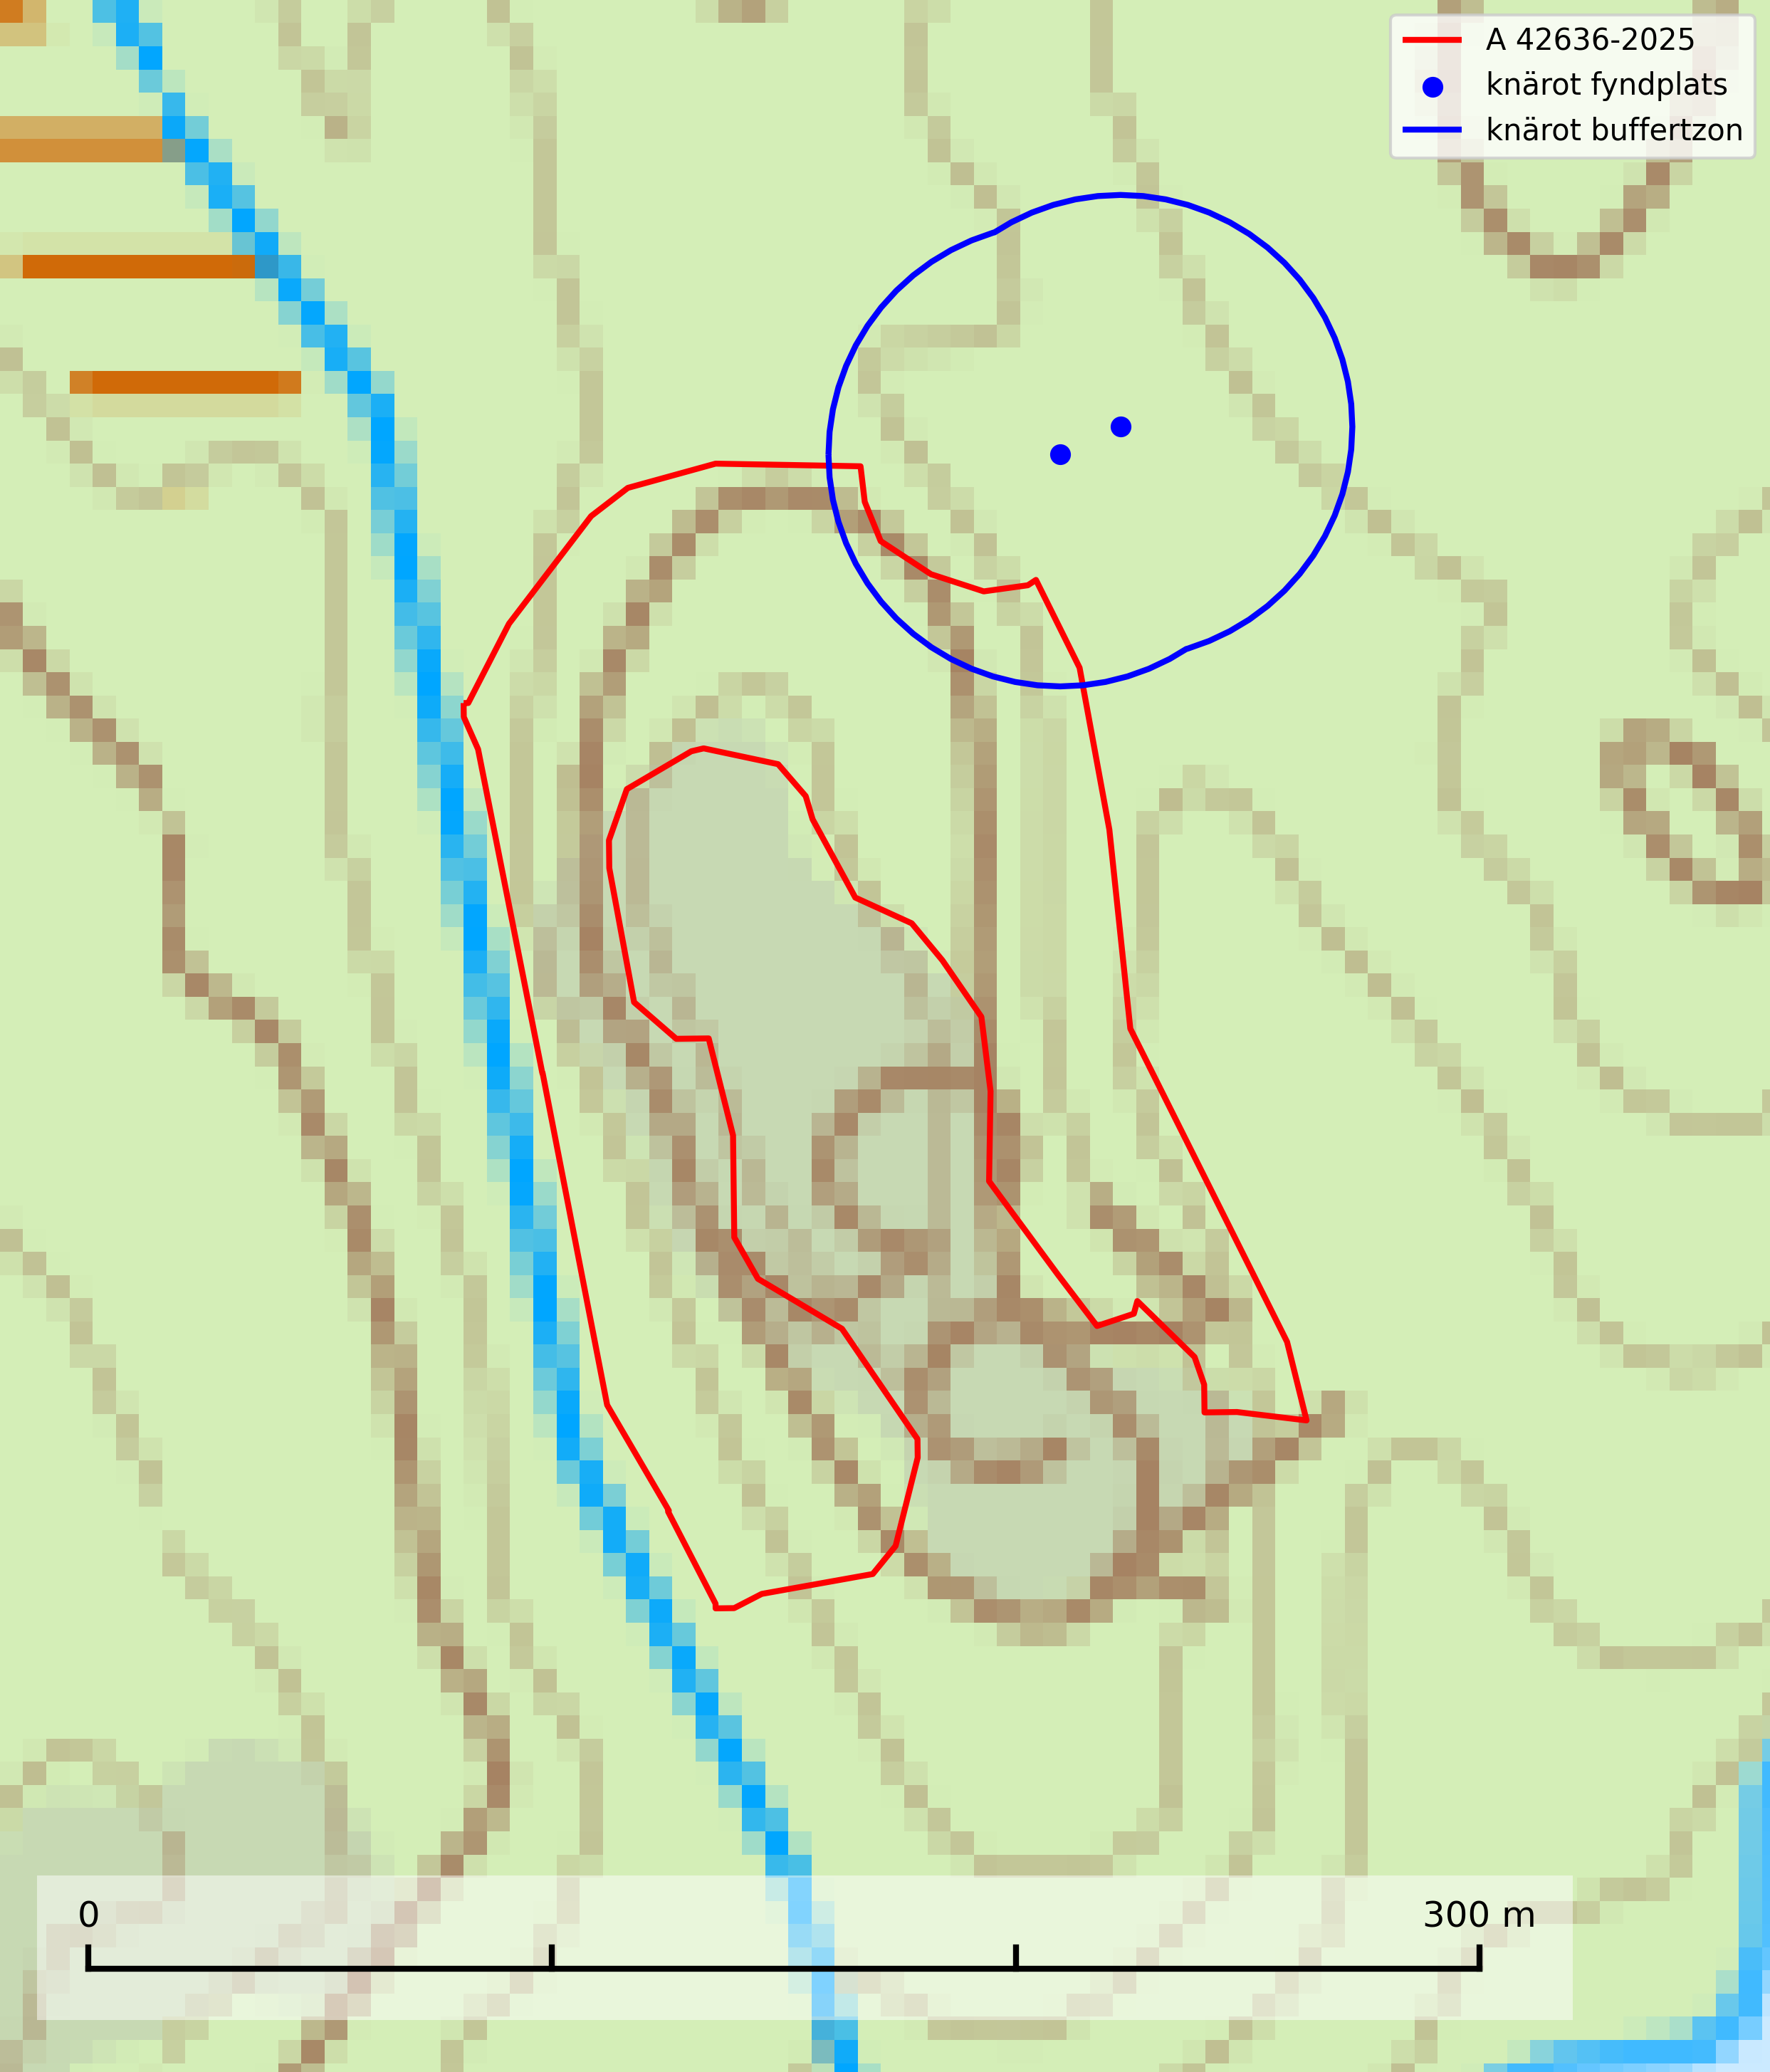 A 42636-2025
knärot fyndplats
knärot buffertzon
0
300 m